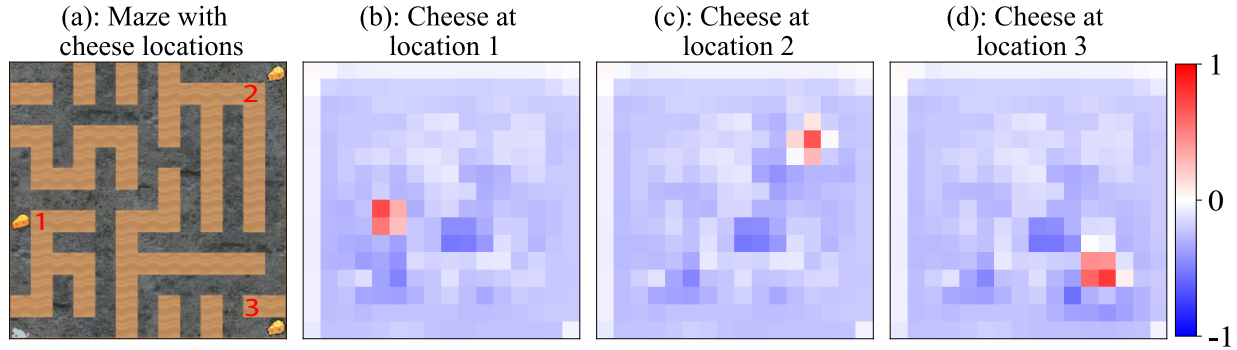 (a): Maze with
cheese locations
(b): Cheese at
location 1
(c): Cheese at
location 2
(d): Cheese at
location 3
2
1
3
1
0
-1